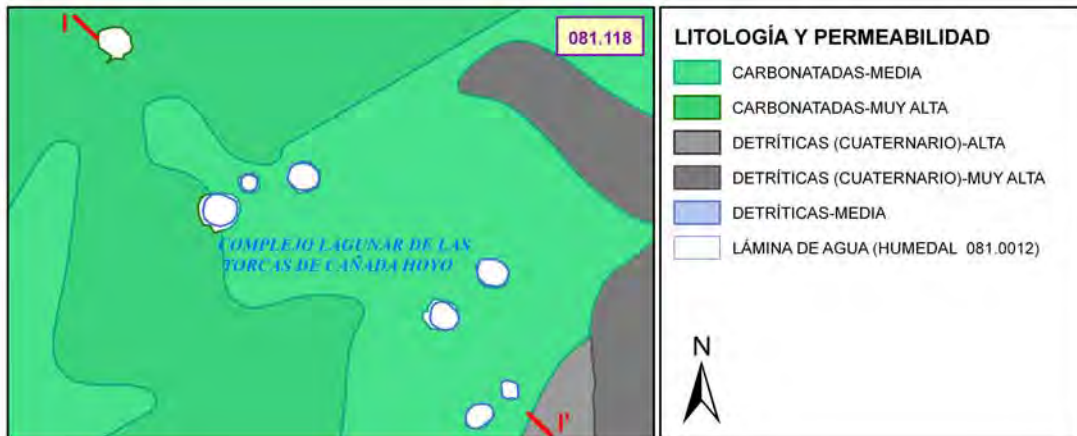 I
081.118
COMPLEJO LAGUNAR DE LAS
TORCAS DE CAÑADA HOYO
I'
LITOLOGÍA Y PERMEABILIDAD
CARBONATADAS-MEDIA
CARBONATADAS-MUY ALTA
DETRÍTICAS (CUATERNARIO)-ALTA
DETRÍTICAS (CUATERNARIO)-MUY ALTA
DETRÍTICAS-MEDIA
LÁMINA DE AGUA (HUMEDAL 081.0012)
N